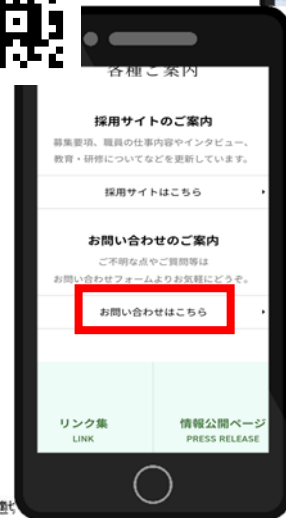 各種ご案内
採用サイトのご案内
募集要項、職員の仕事内容やインタビュー、
教育・研修についてなどを更新しています。
採用サイトはこちら
お問い合わせのご案内
ご不明な点やご質問等は
お問い合わせフォームよりお気軽にどうぞ。
お問い合わせはこちら
リンク集
LINK
情報公開ページ
PRESS RELEASE